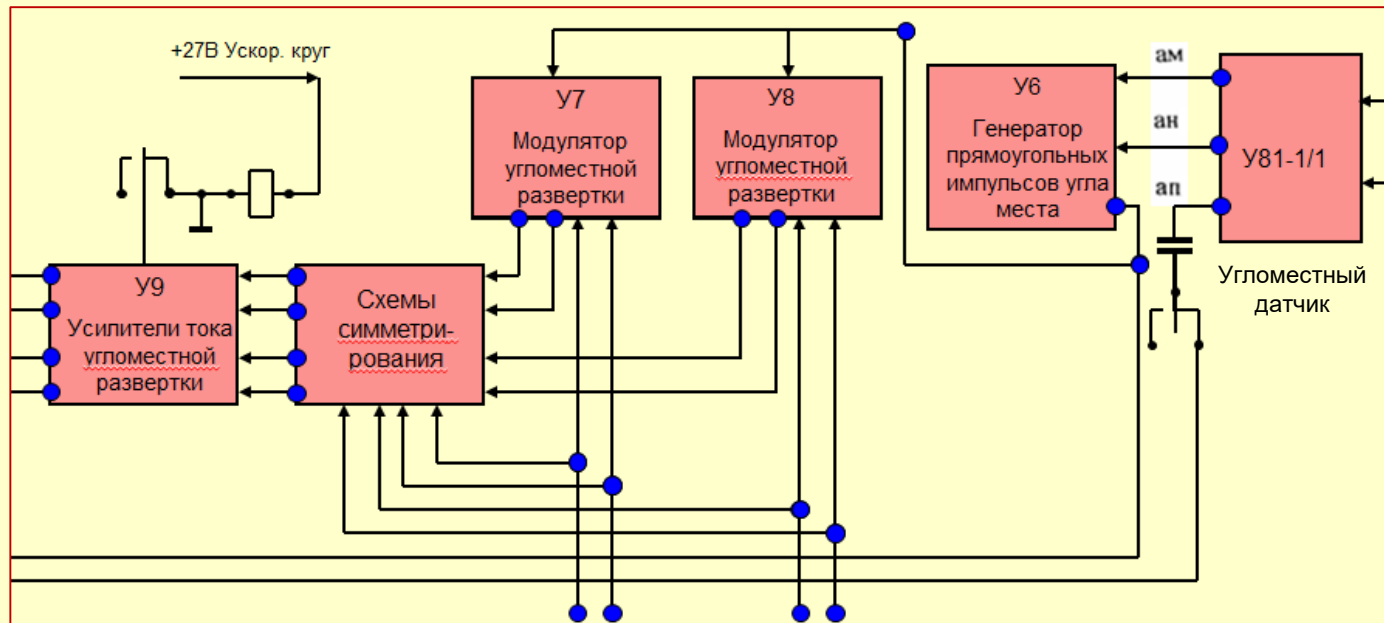 +27В Ускор. круг
У7
Модулятор
угломестной
развертки
У8
Модулятор
угломестной
развертки
У6
Генератор
прямоугольных
импульсов угла
места
ам
ан
ап
У81-1/1
Угломестный
датчик
У9
Усилители тока
угломестной
развертки
Схемы
симметри-
рования